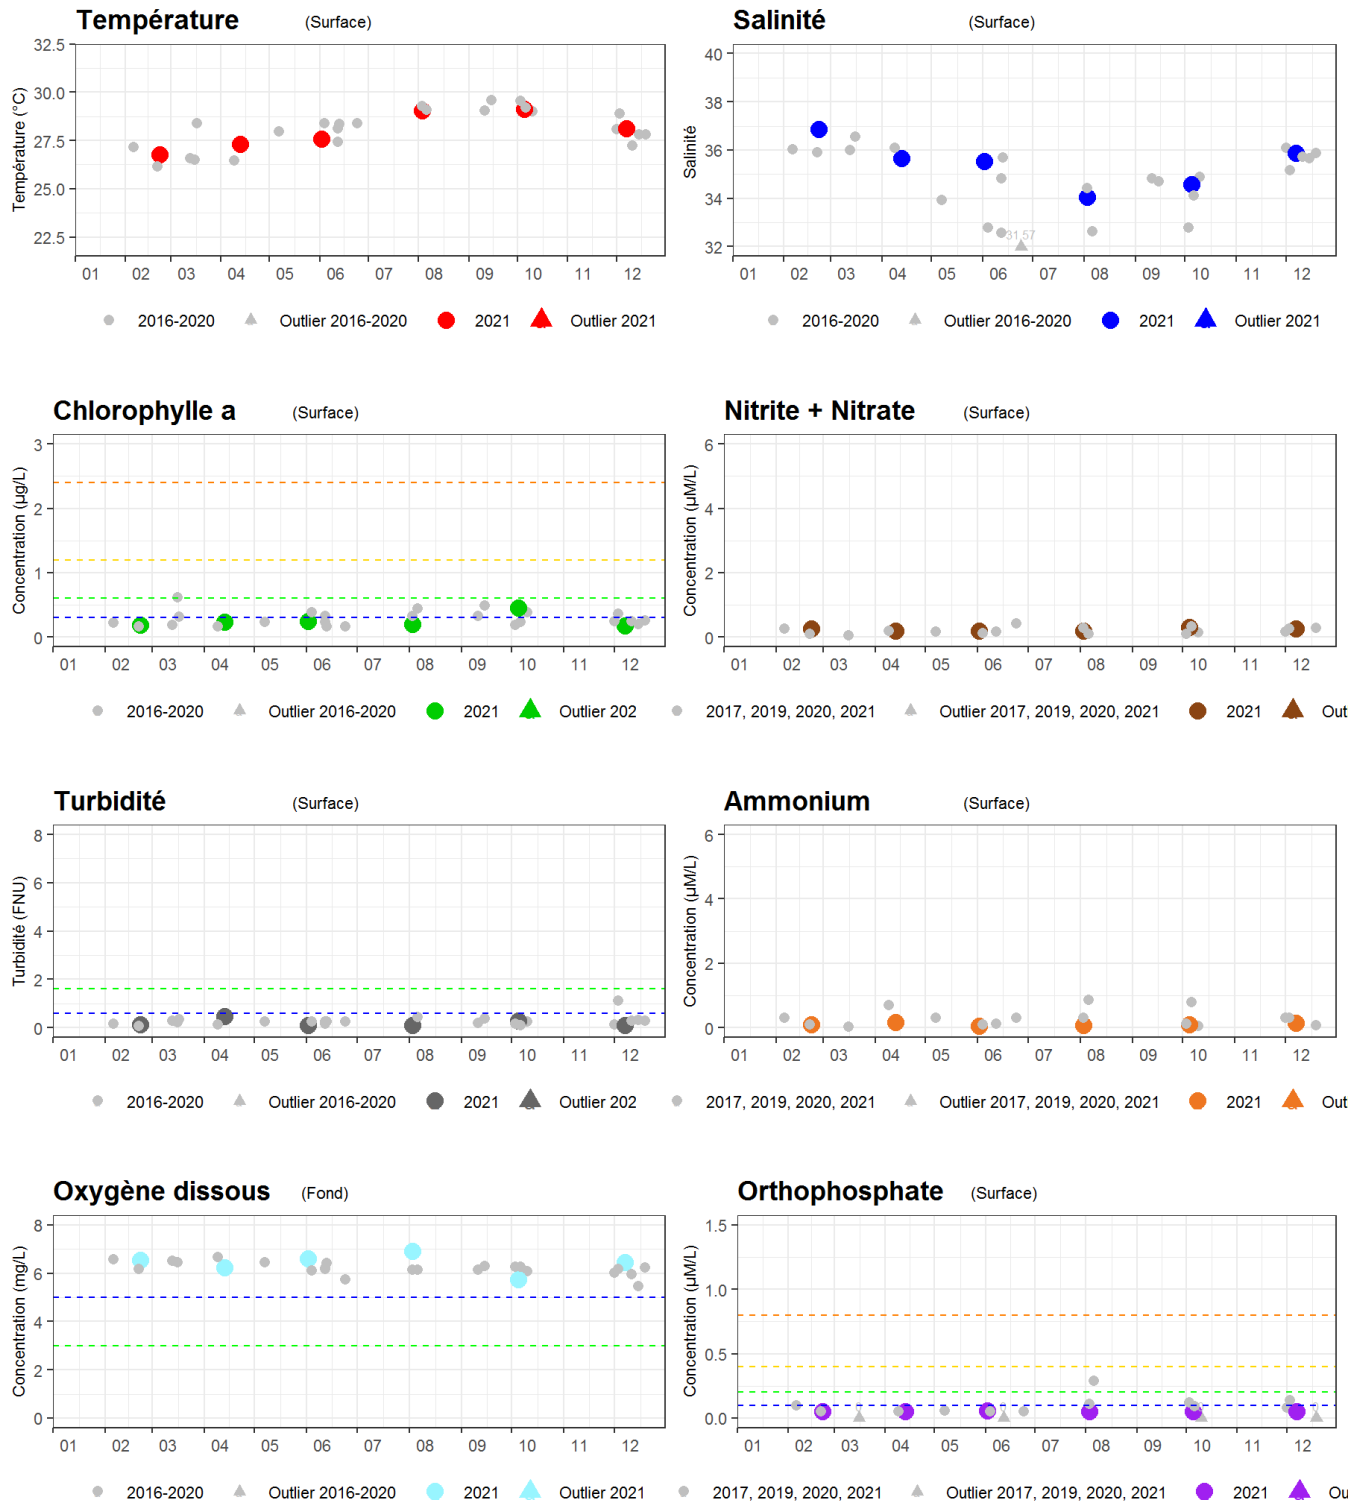 Température (Surface)
Salinité (Surface)
32.5
30.0
27.5
25.0
22.5
Température (°C)
01 02 03 04 05 06 07 08 09 10 11 12
40
38
36
34
32
Salinité
31,57
01 02 03 04 05 06 07 08 09 10 11 12
2016-2020 Outlier 2016-2020 2021 Outlier 2021
2016-2020 Outlier 2016-2020 2021 Outlier 2021
Chlorophylle a (Surface)
Nitrite + Nitrate (Surface)
3
2
1
0
Concentration (µg/L)
01 02 03 04 05 06 07 08 09 10 11 12
6
4
2
0
Concentration (µM/L)
01 02 03 04 05 06 07 08 09 10 11 12
2016-2020 Outlier 2016-2020 2021 Outlier 202
2017, 2019, 2020, 2021 Outlier 2017, 2019, 2020, 2021 2021 Out
Turbidité (Surface)
Ammonium (Surface)
8
6
4
2
0
Turbidité (FNU)
01 02 03 04 05 06 07 08 09 10 11 12
6
4
2
0
Concentration (µM/L)
01 02 03 04 05 06 07 08 09 10 11 12
2016-2020 Outlier 2016-2020 2021 Outlier 202
2017, 2019, 2020, 2021 Outlier 2017, 2019, 2020, 2021 2021 Out
Oxygène dissous (Fond)
Orthophosphate (Surface)
8
6
4
2
0
Concentration (mg/L)
01 02 03 04 05 06 07 08 09 10 11 12
1.5
1.0
0.5
0.0
Concentration (µM/L)
01 02 03 04 05 06 07 08 09 10 11 12
2016-2020 Outlier 2016-2020 2021 Outlier 2021
2017, 2019, 2020, 2021 Outlier 2017, 2019, 2020, 2021 2021 Ou